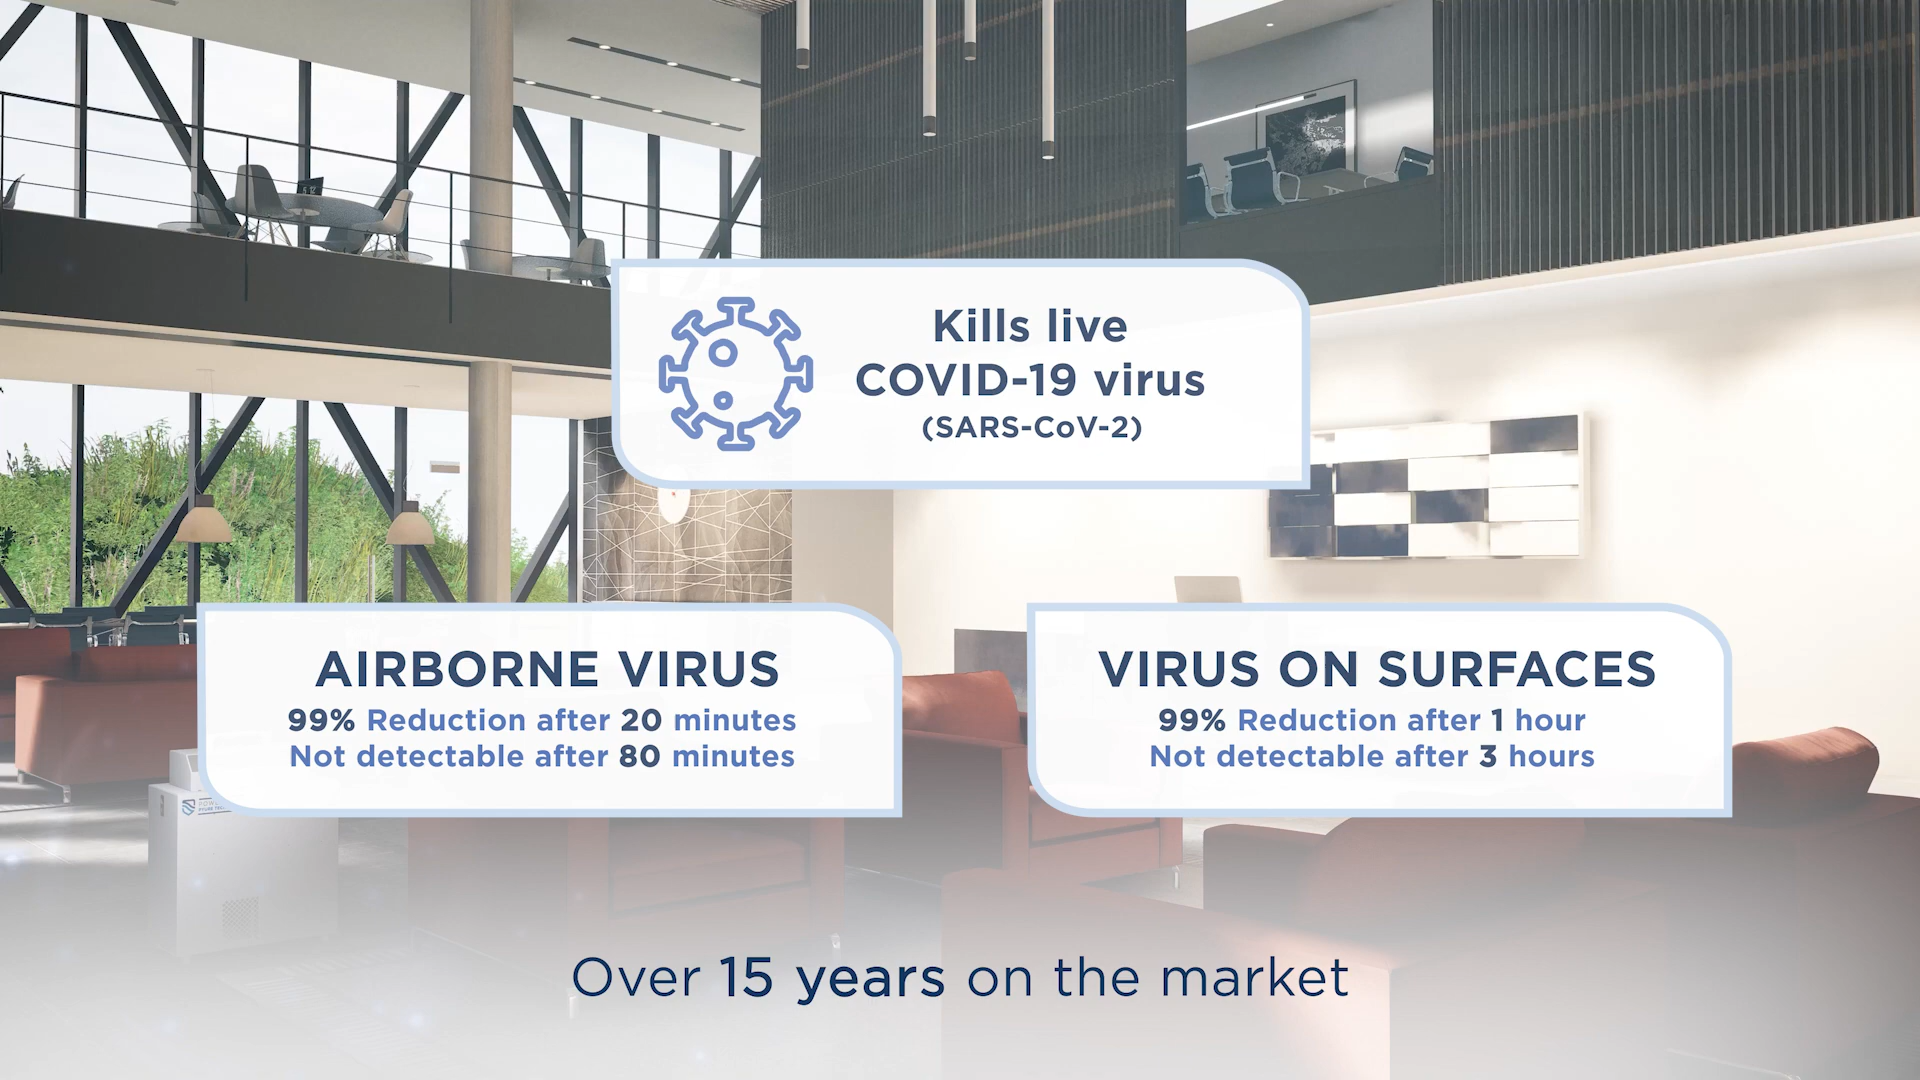 Kills live
COVID-19 virus
(SARS-CoV-2)
AIRBORNE VIRUS
99% Reduction after 20 minutes
Not detectable after 80 minutes
VIRUS ON SURFACES
99% Reduction after 1 hour
Not detectable after 3 hours
Over 15 years on the market